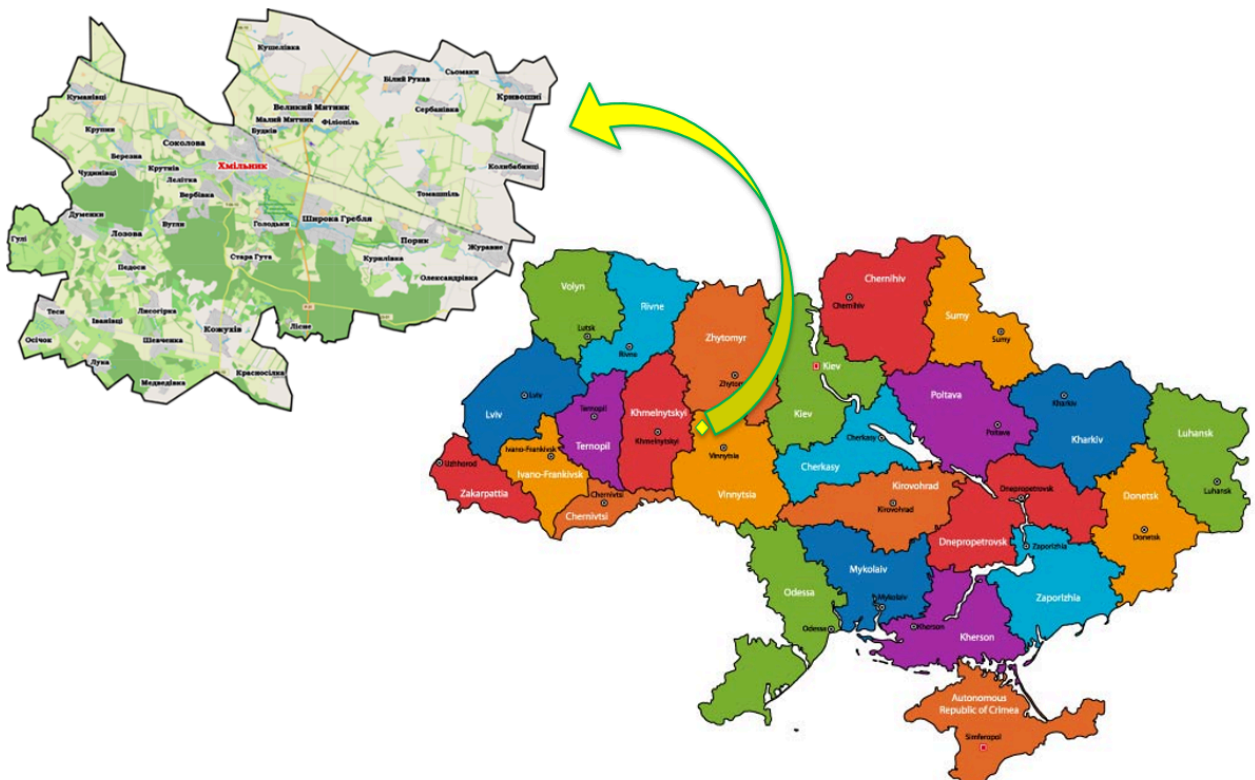 Кушелівка
Білий Рукав
Сьомаки
Кривошиї
Куманівці
Великий Митник
Сербанівка
Малий Митник
Філіопіль
Будків
Крупин
Соколова
Березна
Хмільник
Крутнів
Колибабинці
Чудинівці
Лелітка
Вербівка
Томашпіль
Думенки
Широка Гребля
Вугли
Голодьки
Лозова
Гулі
Порик
Журавне
Стара Гута
Курилівка
Педоси
Олександрівка
Теси
Лисогірка
Іванівці
Лісне
Кожухів
Осічок
Шевченка
Лука
Красносілка
Медведівка
Volyn
Lutsk
Rivne
Rivne
Zhytomyr
Zhytom
Chernihiv
Chernihiv
Sumy
Sumy
Kiev
Kiev
Lviv
Lviv
Ternopil
Ternopil
Khmelnytskyi
Khmelnytskyi
Poltava
Poltava
Kharkiv
Kharkiv
Luhansk
Luhansk
Cherkasy
Cherkasy
Vinnytsia
Vinnytsia
Ivano-Frankivsk
Ivano-Frankivsk
Uzhhorod
Zakarpattia
Chernivtsi
Chernivtsi
Kirovohrad
Kirovohrad
Dnepropetrovsk
Dnepropetrovsk
Donetsk
Donetsk
Zaporizhia
Zaporizhia
Mykolaiv
Mykolaiv
Odessa
Odessa
Kherson
Kherson
Autonomous
Republic of Crimea
Simferopol